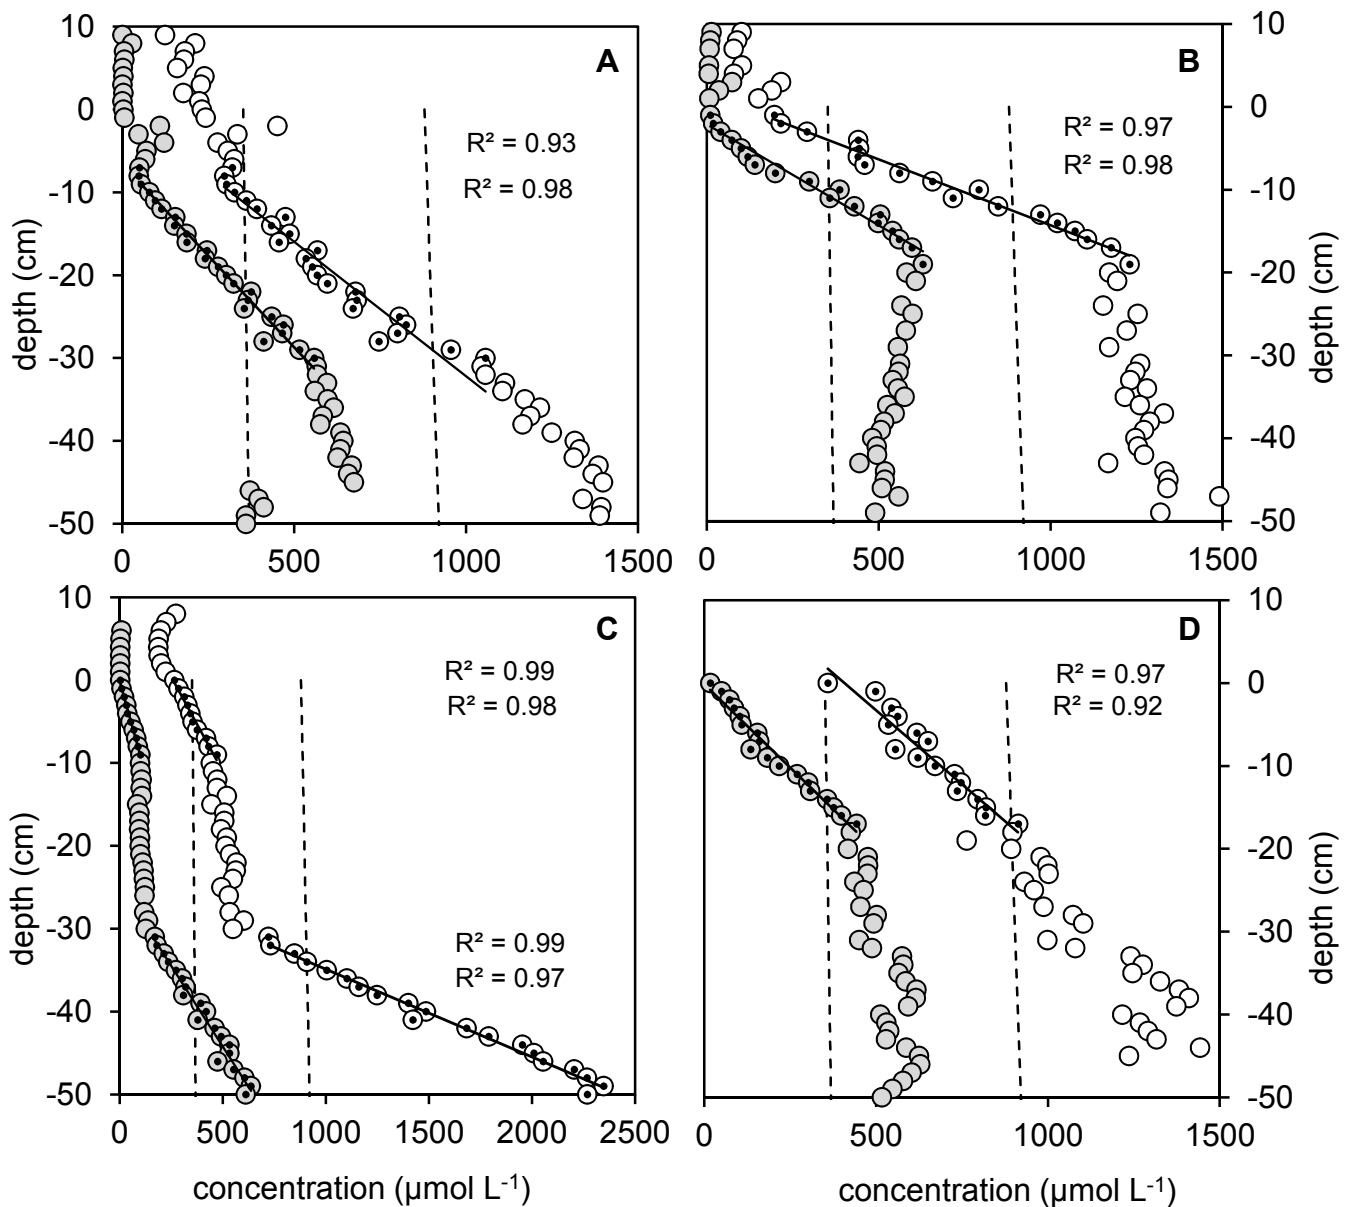 A
10
0
-10
-20
-30
-40
-50
depth (cm)
R² = 0.93
R² = 0.98
0 500 1000 1500
B
10
0
-10
-20
-30
-40
-50
depth (cm)
R² = 0.97
R² = 0.98
0 500 1000 1500
C
10
0
-10
-20
-30
-40
-50
depth (cm)
R² = 0.99
R² = 0.98
R² = 0.99
R² = 0.97
0 500 1000 1500 2000 2500
concentration (µmol L⁻¹)
D
10
0
-10
-20
-30
-40
-50
depth (cm)
R² = 0.97
R² = 0.92
0 500 1000 1500
concentration (µmol L⁻¹)